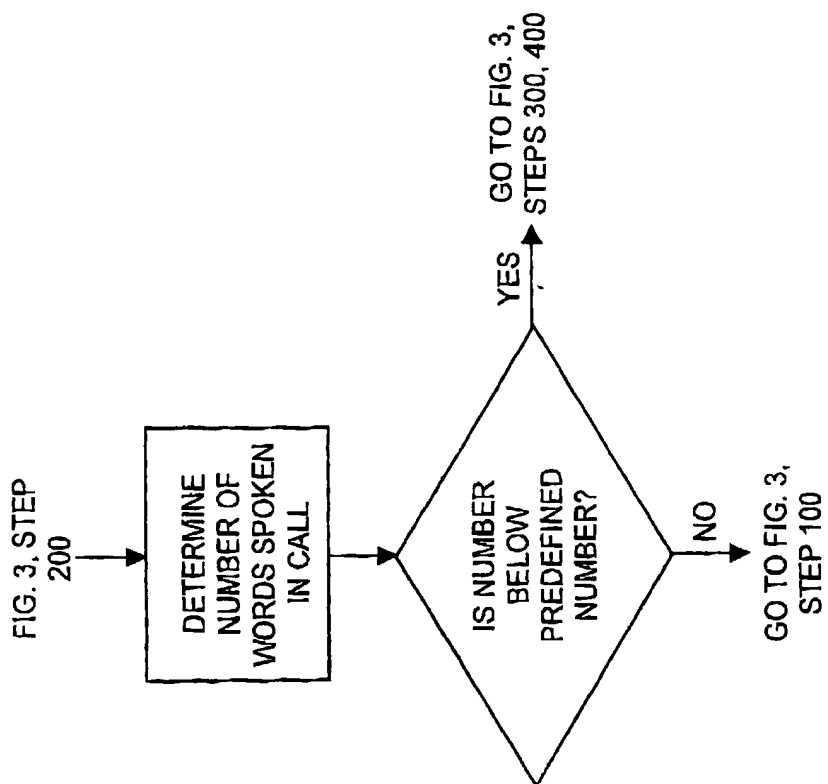 FIG. 3, STEP
200
DETERMINE
NUMBER OF
WORDS SPOKEN
IN CALL
IS NUMBER
BELOW
PREDEFINED
NUMBER?
YES
GO TO FIG. 3,
STEPS 300, 400
NO
GO TO FIG. 3,
STEP 100